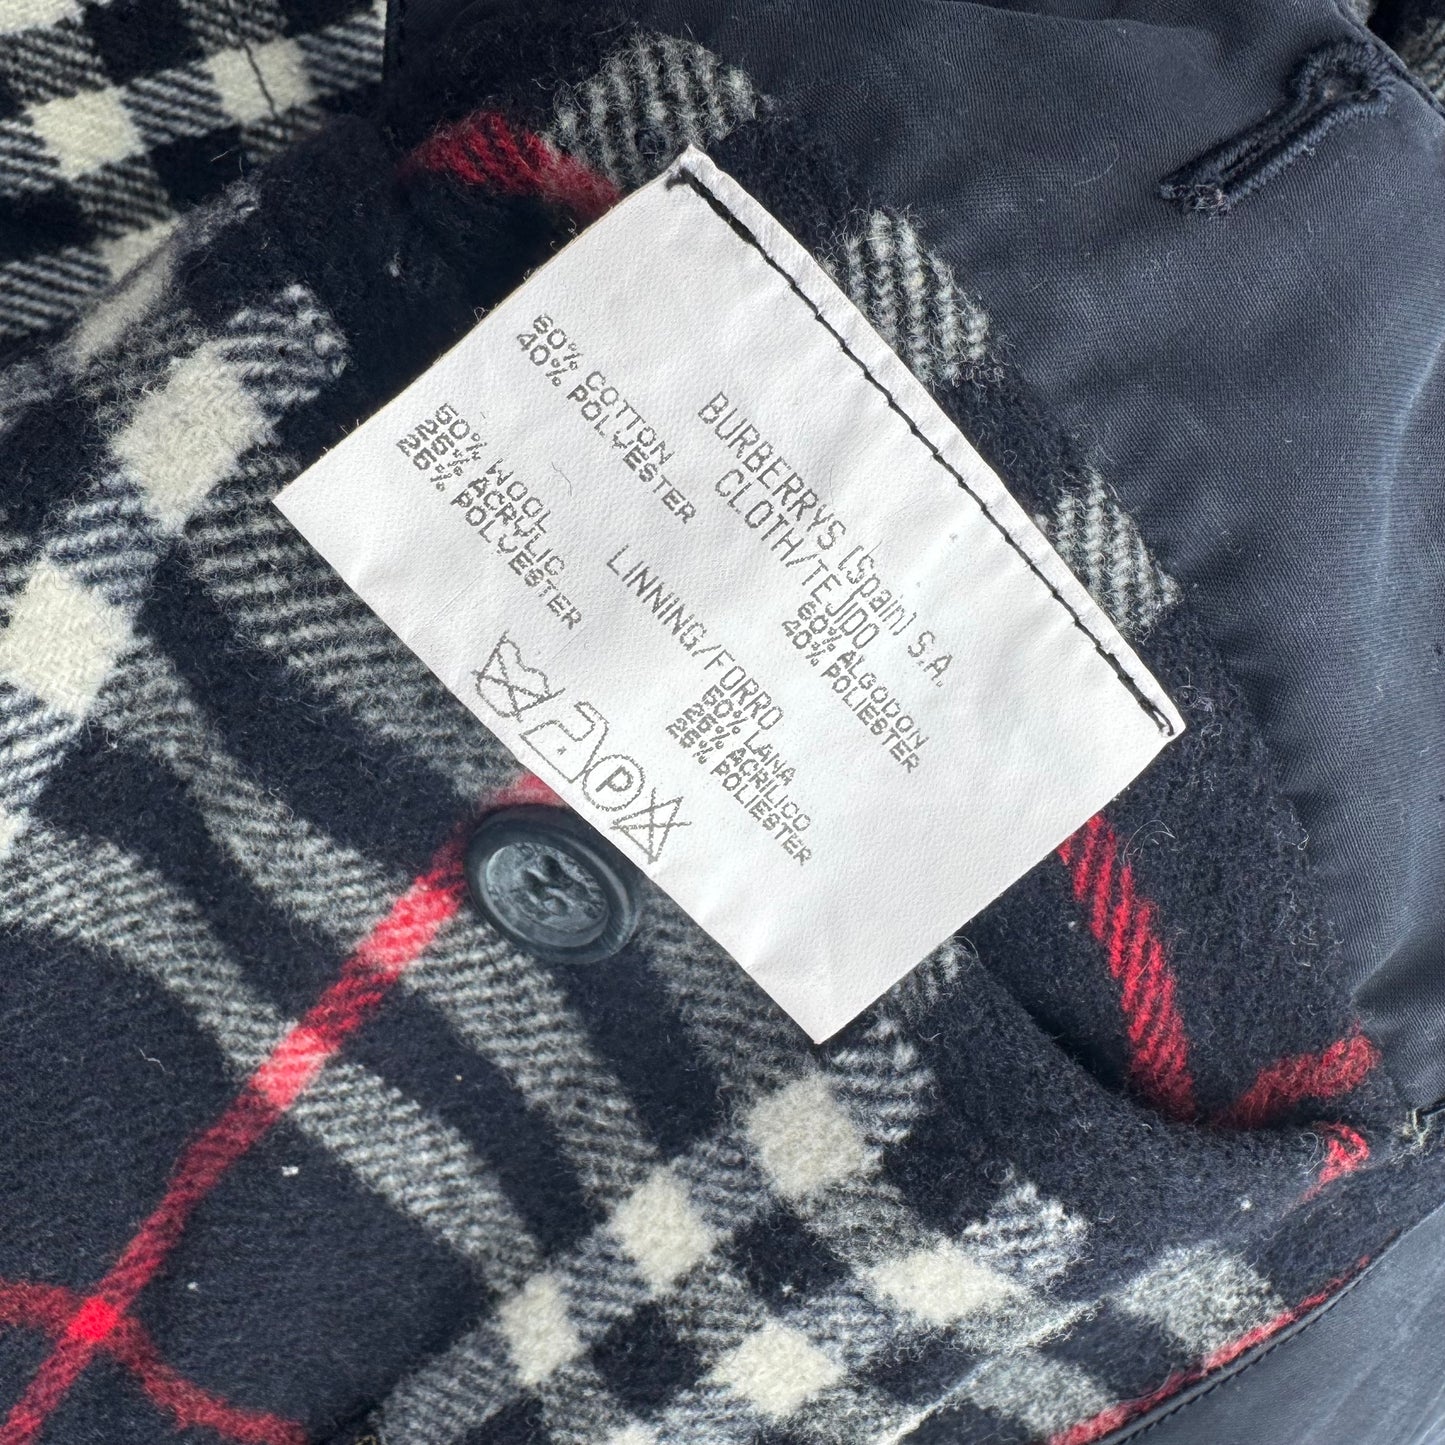 BURBERRYS (Spain) S.A.
CLOTH/TEJIDO
60% COTTON
40% POLYESTER
60% ALGODON
40% POLIESTER
LINNING/FORRO
50% WOOL
25% ACRYLIC
25% POLYESTER
50% LANA
25% ACRILICO
25% POLIESTER
P